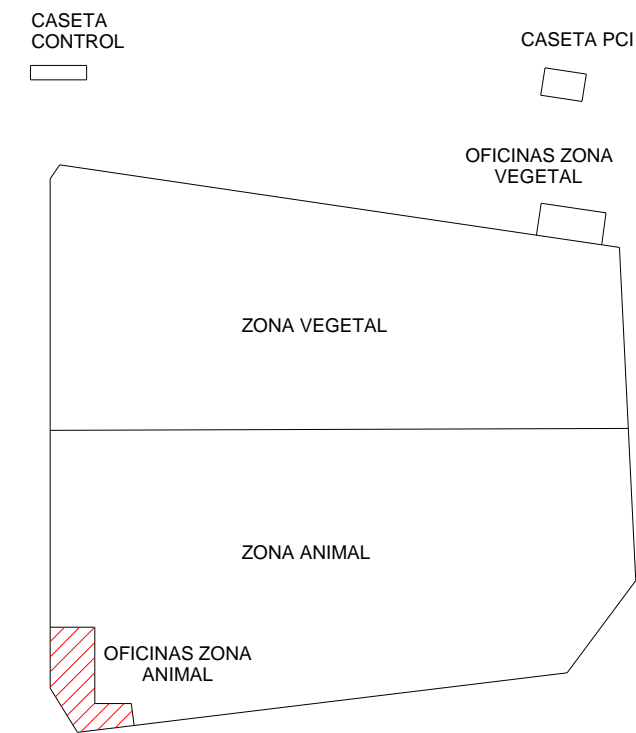 CASETA
CONTROL
CASETA PCI
OFICINAS ZONA
VEGETAL
ZONA VEGETAL
ZONA ANIMAL
OFICINAS ZONA
ANIMAL